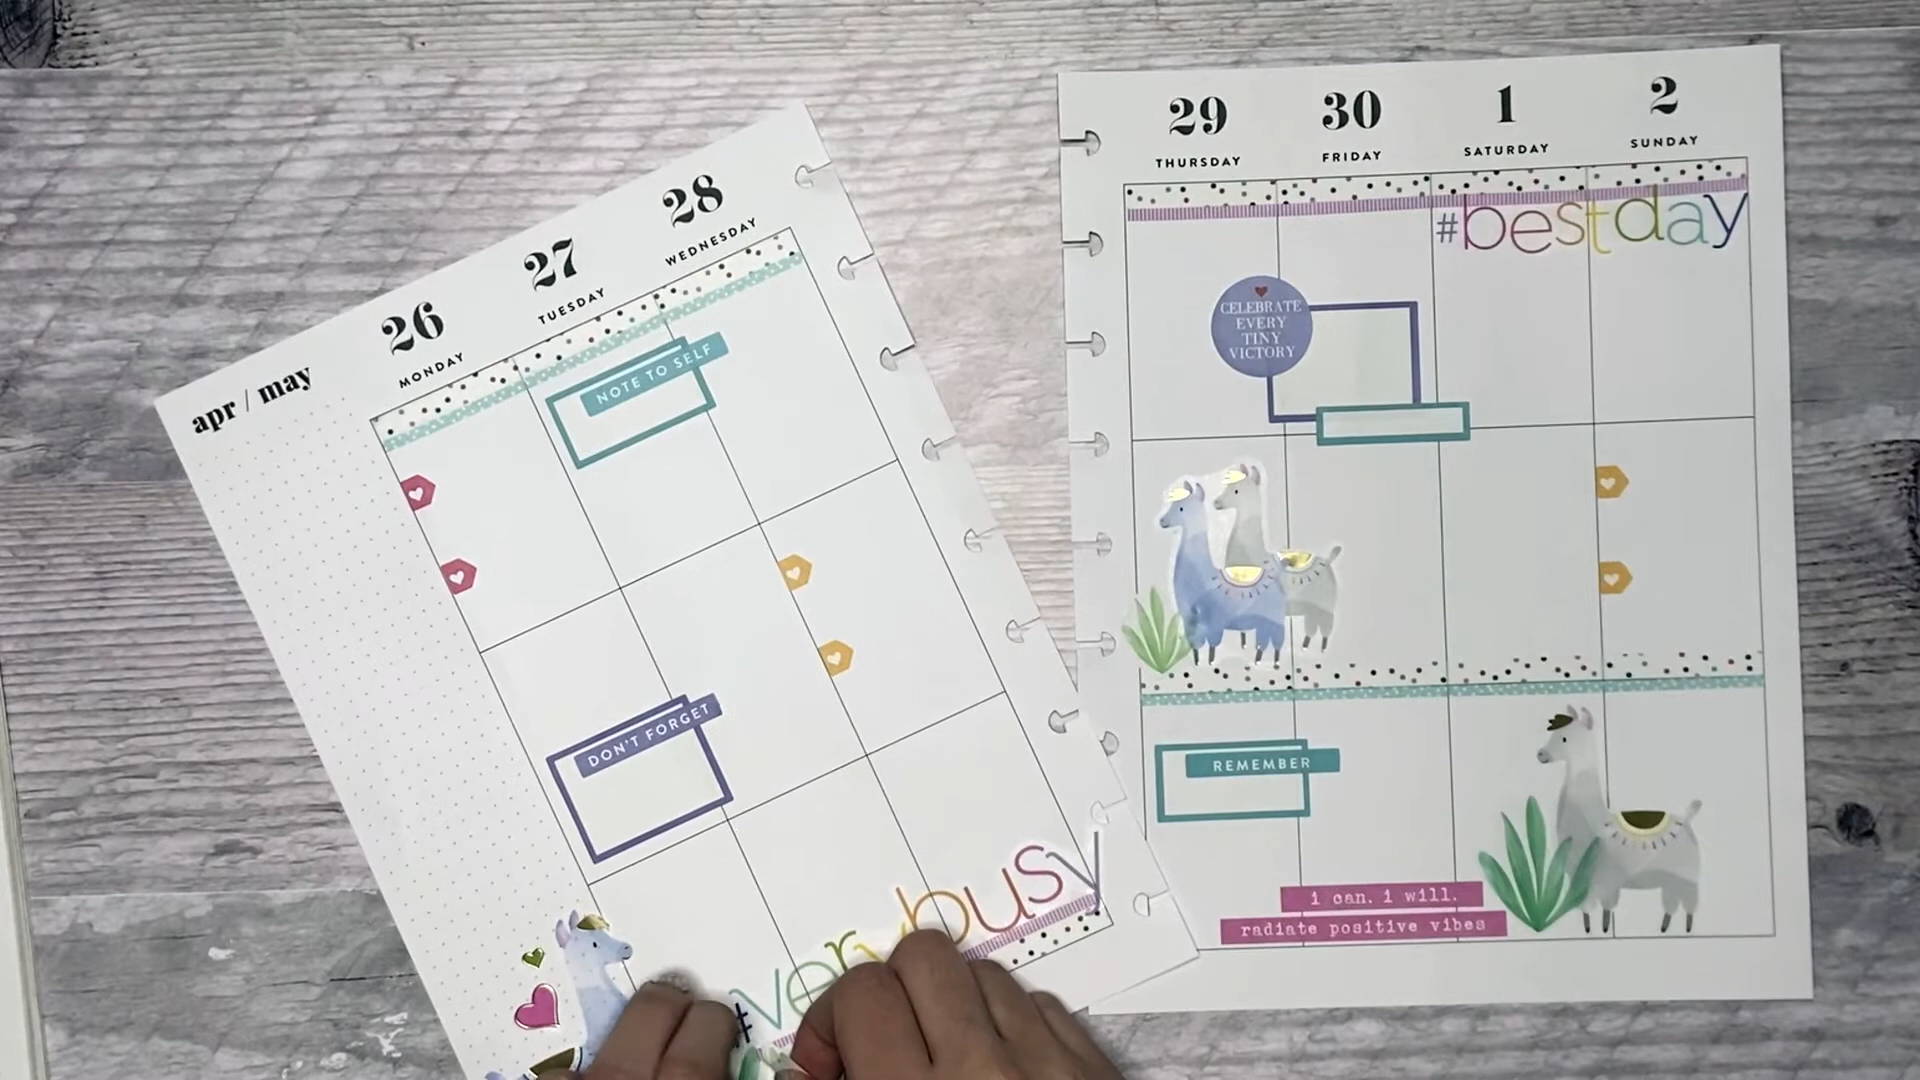 apr / may
26
MONDAY
27
TUESDAY
28
WEDNESDAY
NOTE TO SELF
DON'T FORGET
#verybusy
29
THURSDAY
30
FRIDAY
1
SATURDAY
2
SUNDAY
#bestday
CELEBRATE
EVERY
TINY
VICTORY
REMEMBER
i can. i will.
radiate positive vibes